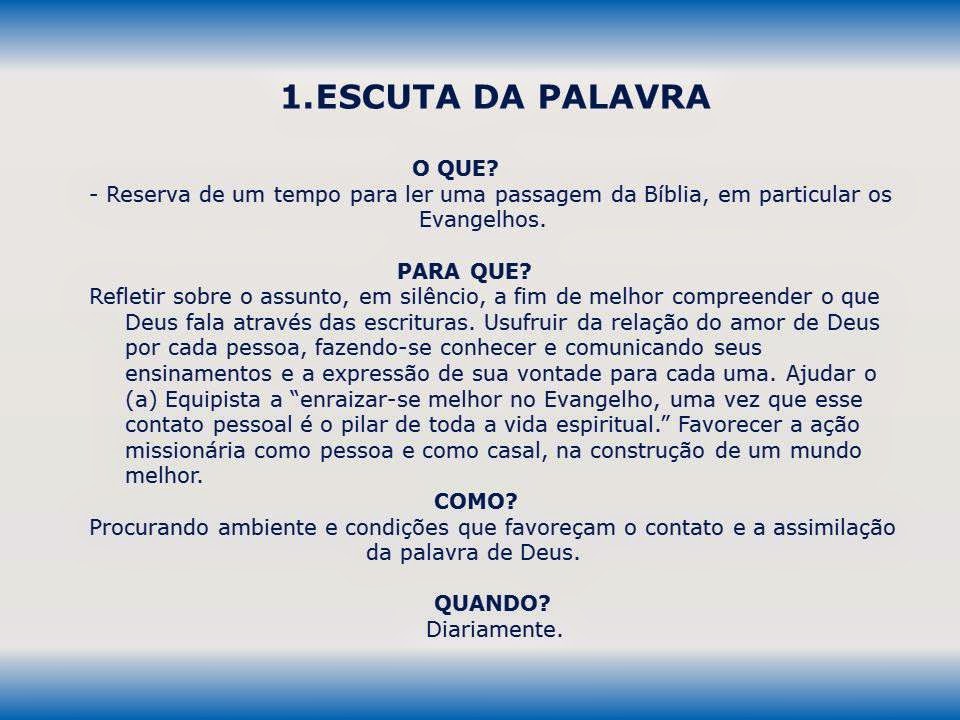 1.ESCUTA DA PALAVRA
O QUE?
- Reserva de um tempo para ler uma passagem da Bíblia, em particular os
Evangelhos.
PARA QUE?
Refletir sobre o assunto, em silêncio, a fim de melhor compreender o que
Deus fala através das escrituras. Usufruir da relação do amor de Deus
por cada pessoa, fazendo-se conhecer e comunicando seus
ensinamentos e a expressão de sua vontade para cada uma. Ajudar o
(a) Equipista a “enraizar-se melhor no Evangelho, uma vez que esse
contato pessoal é o pilar de toda a vida espiritual.” Favorecer a ação
missionária como pessoa e como casal, na construção de um mundo
melhor.
COMO?
Procurando ambiente e condições que favoreçam o contato e a assimilação
da palavra de Deus.
QUANDO?
Diariamente.